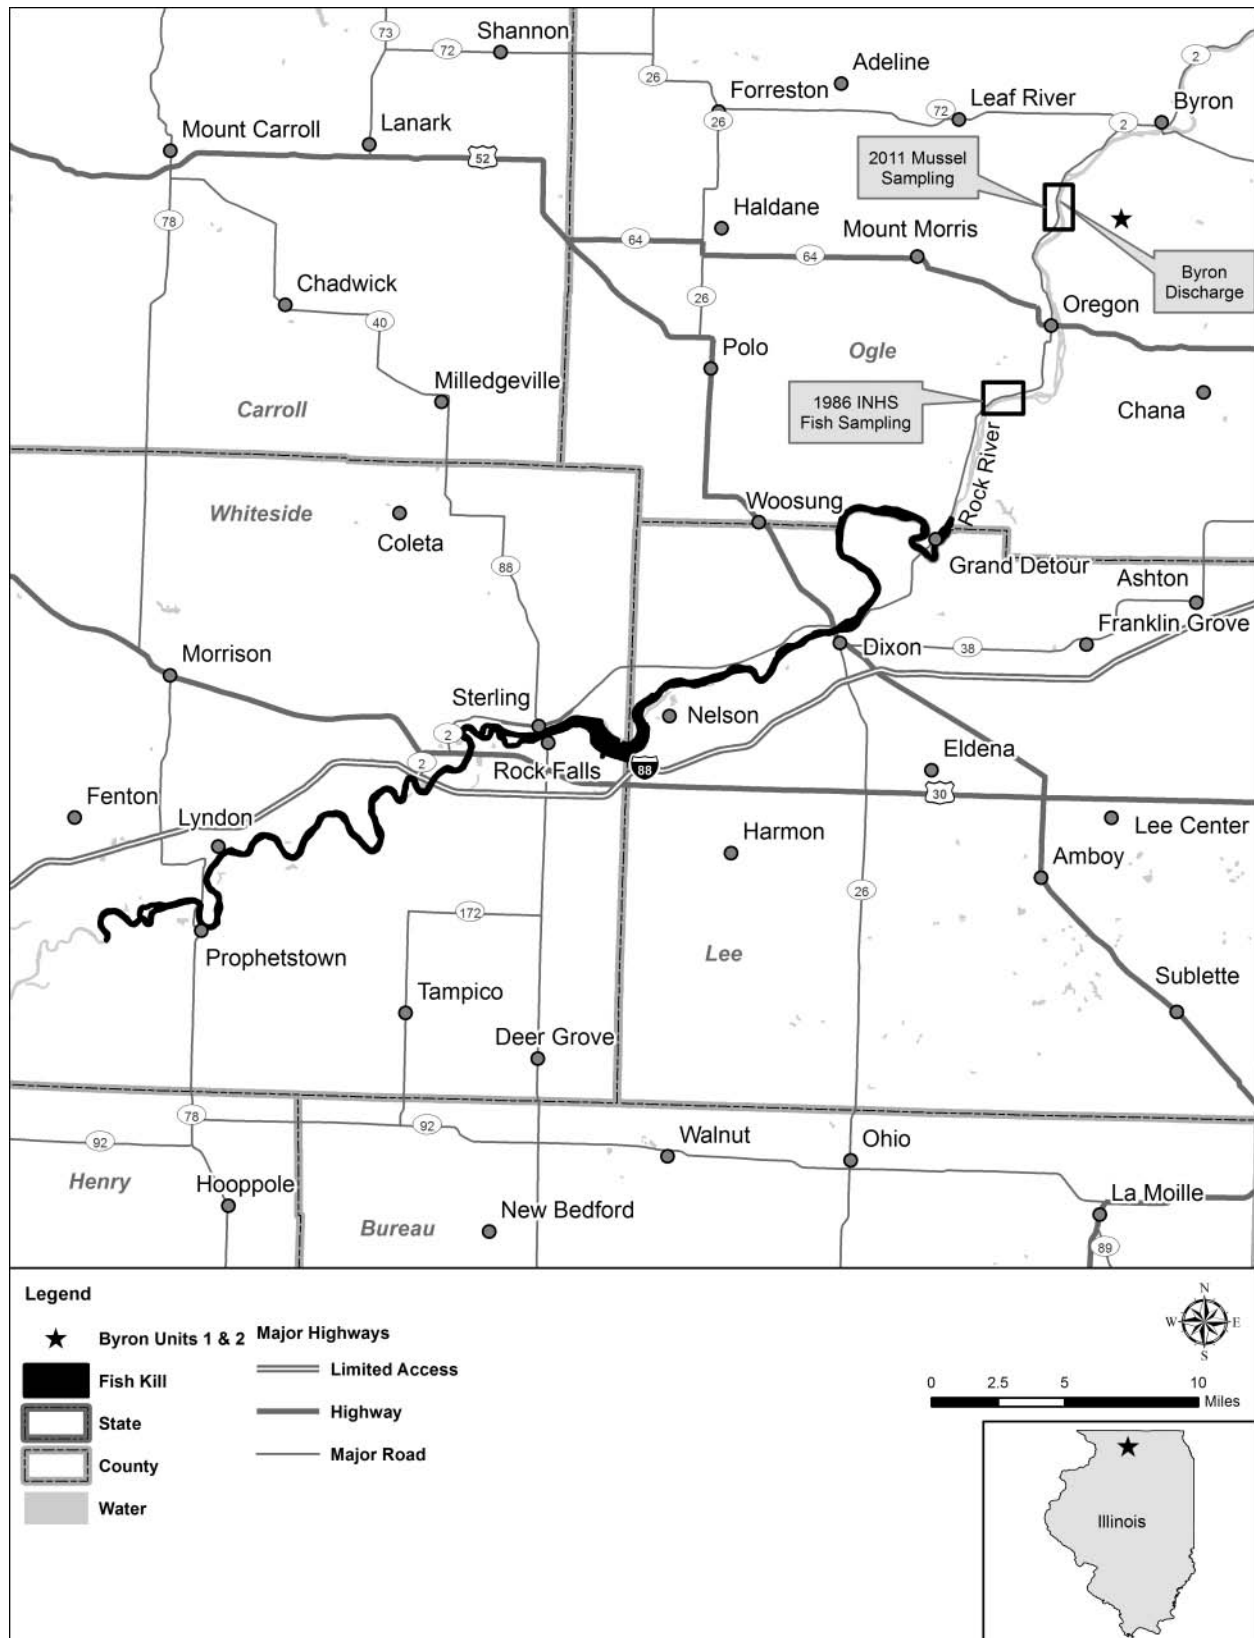 73
Shannon
72
26
Adeline
2
Forreston
26
72
Leaf River
Byron
2
Mount Carroll
Lanark
52
2011 Mussel
Sampling
78
Haldane
64
Mount Morris
64
Byron
Discharge
Chadwick
26
Oregon
40
Polo
Ogle
Milledgeville
1986 INHS
Fish Sampling
Chana
Carroll
Rock River
Whiteside
Woosung
Coleta
88
Grand Detour
Ashton
Franklin Grove
Dixon
38
Morrison
Sterling
Nelson
2
2
Rock Falls
88
Eldena
30
Fenton
Lyndon
Harmon
Lee Center
Amboy
26
172
Prophetstown
Lee
Tampico
Sublette
Deer Grove
78
92
92
Walnut
Ohio
Henry
Hooppole
La Moille
Bureau
New Bedford
89
Legend
Byron Units 1 & 2
Fish Kill
State
County
Water
Major Highways
Limited Access
Highway
Major Road
N
W
E
S
0 2.5 5 10
Miles
Illinois